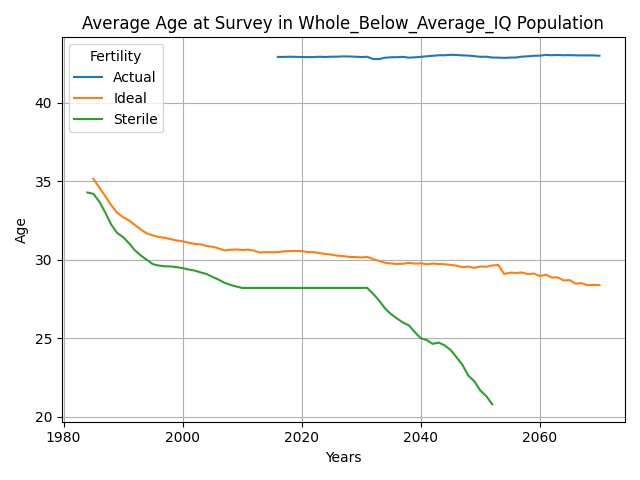 Average Age at Survey in Whole_Below_Average_IQ Population
Fertility
Actual
Ideal
Sterile
Age
40
35
30
25
20
1980
2000
2020
2040
2060
Years